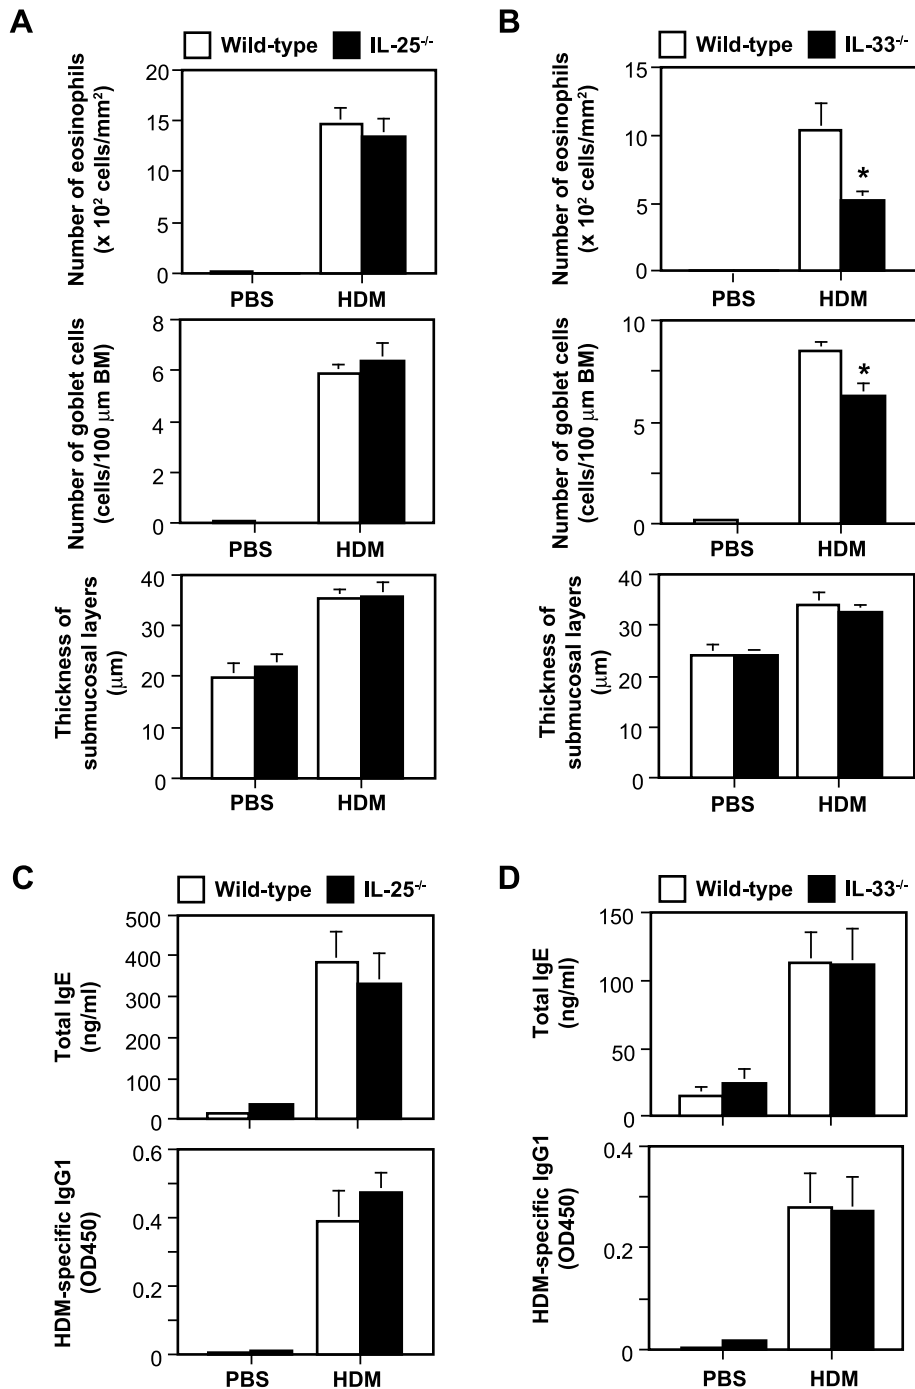 A
Wild-type IL-25-/-
Number of eosinophils
(x 10² cells/mm²)
20
15
10
5
0
PBS HDM
Number of goblet cells
(cells/100 μm BM)
8
6
4
2
0
PBS HDM
Thickness of
submucosal layers
(μm)
40
30
20
10
0
PBS HDM
B
Wild-type IL-33-/-
Number of eosinophils
(x 10² cells/mm²)
15
10
5
0
*
PBS HDM
Number of goblet cells
(cells/100 μm BM)
10
5
0
*
PBS HDM
Thickness of
submucosal layers
(μm)
40
30
20
10
0
PBS HDM
C
Wild-type IL-25-/-
Total IgE
(ng/ml)
500
400
300
200
100
0
HDM-specific IgG1
(OD450)
0.6
0.4
0.2
0
PBS HDM
D
Wild-type IL-33-/-
Total IgE
(ng/ml)
150
100
50
0
HDM-specific IgG1
(OD450)
0.4
0.2
0
PBS HDM